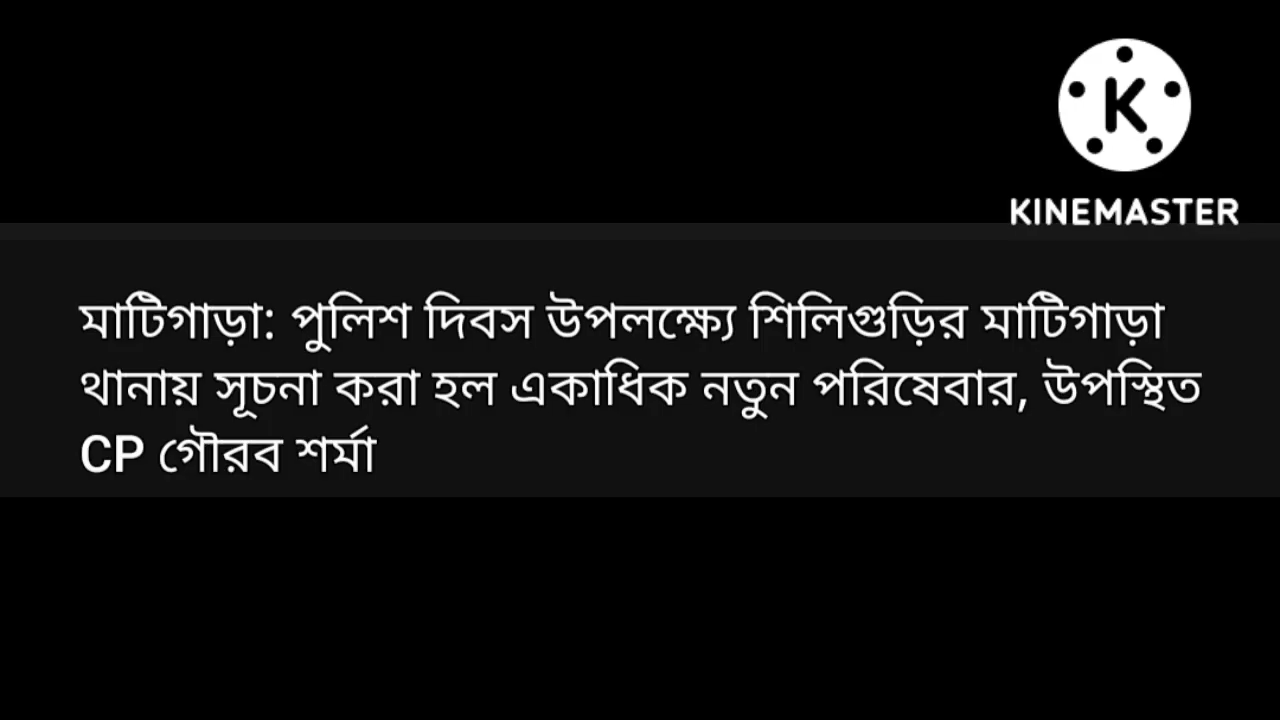 KINEMASTER
মাটিগাড়া: পুলিশ দিবস উপলক্ষ্যে শিলিগুড়ির মাটিগাড়া
থানায় সূচনা করা হল একাধিক নতুন পরিষেবার, উপস্থিত
CP গৌরব শর্মা